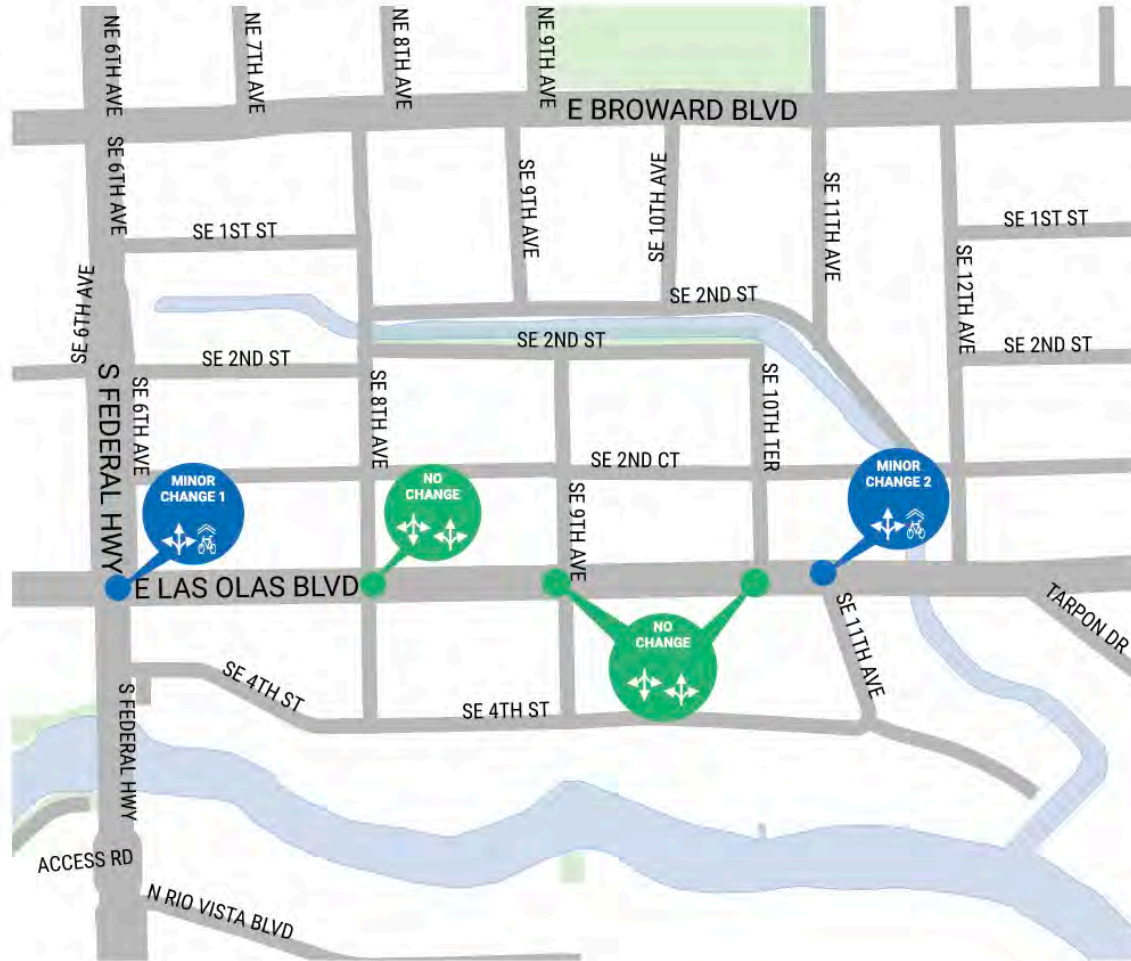 NE 6TH AVE
NE 7TH AVE
NE 8TH AVE
NE 9TH AVE
E BROWARD BLVD
SE 6TH AVE
SE 9TH AVE
SE 10TH AVE
SE 11TH AVE
SE 1ST ST
SE 1ST ST
SE 6TH AVE
SE 12TH AVE
SE 2ND ST
SE 2ND ST
SE 2ND ST
SE 2ND ST
S FEDERAL HWY
SE 6TH AVE
SE 8TH AVE
SE 10TH TER
SE 2ND CT
MINOR
CHANGE 1
NO
CHANGE
SE 9TH AVE
MINOR
CHANGE 2
E LAS OLAS BLVD
NO
CHANGE
SE 11TH AVE
TARPON DR
SE 4TH ST
SE 4TH ST
S FEDERAL HWY
ACCESS RD
N RIO VISTA BLVD